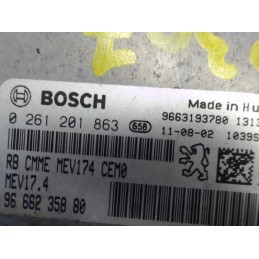 BOSCH
Made in Hu
0 261 201 863 658
9663193780 1313
11-08-02 10395
RB CMME MEV174 CEM0
MEV17.4
96 662 358 80